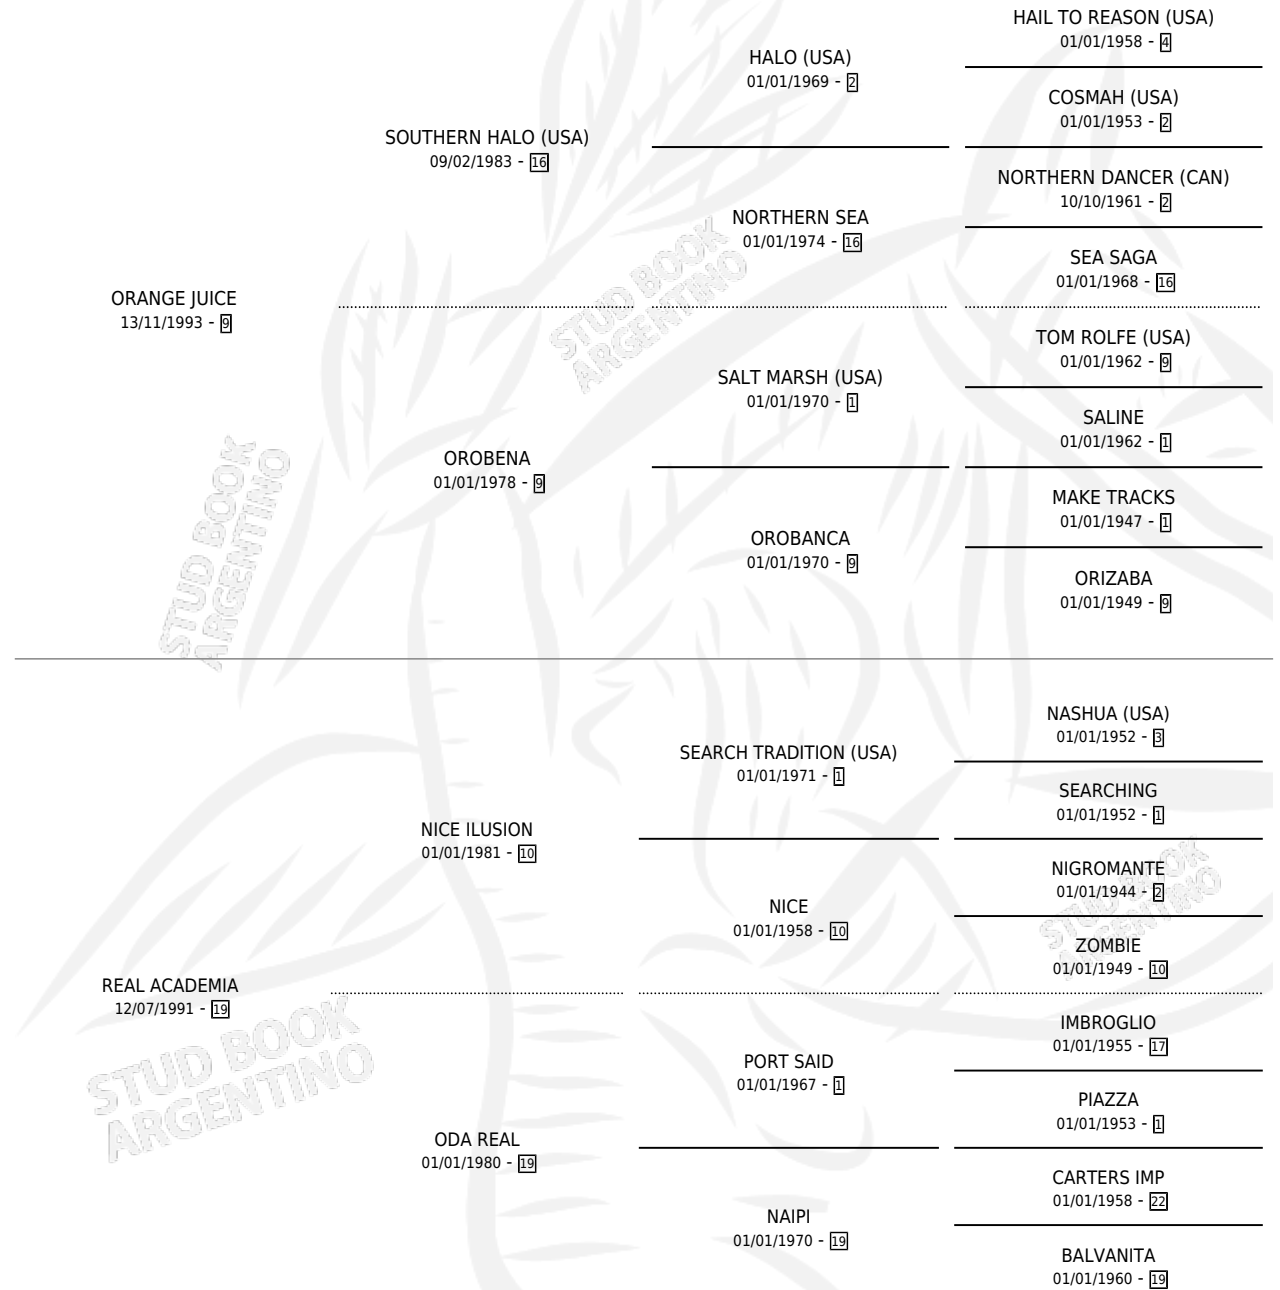 HAIL TO REASON (USA)
01/01/1958 - 4
HALO (USA)
01/01/1969 - 2
COSMAH (USA)
01/01/1953 - 2
SOUTHERN HALO (USA)
09/02/1983 - 16
NORTHERN DANCER (CAN)
10/10/1961 - 2
NORTHERN SEA
01/01/1974 - 16
SEA SAGA
01/01/1968 - 16
ORANGE JUICE
13/11/1993 - 9
STUD BOOK
ARGENTINO
TOM ROLFE (USA)
01/01/1962 - 9
SALT MARSH (USA)
01/01/1970 - 1
SALINE
01/01/1962 - 1
OROBENA
01/01/1978 - 9
MAKE TRACKS
01/01/1947 - 1
OROBANCA
01/01/1970 - 9
ORIZABA
01/01/1949 - 9
STUD BOOK
ARGENTINO
NASHUA (USA)
01/01/1952 - 3
SEARCH TRADITION (USA)
01/01/1971 - 1
SEARCHING
01/01/1952 - 1
NICE ILUSION
01/01/1981 - 10
NIGROMANTE
01/01/1944 - 2
NICE
01/01/1958 - 10
STUD BOOK
ARGENTINO
ZOMBIE
01/01/1949 - 10
REAL ACADEMIA
12/07/1991 - 19
STUD BOOK
ARGENTINO
IMBROGLIO
01/01/1955 - 17
PORT SAID
01/01/1967 - 1
PIAZZA
01/01/1953 - 1
ODA REAL
01/01/1980 - 19
CARTERS IMP
01/01/1958 - 22
NAIPI
01/01/1970 - 19
BALVANITA
01/01/1960 - 19